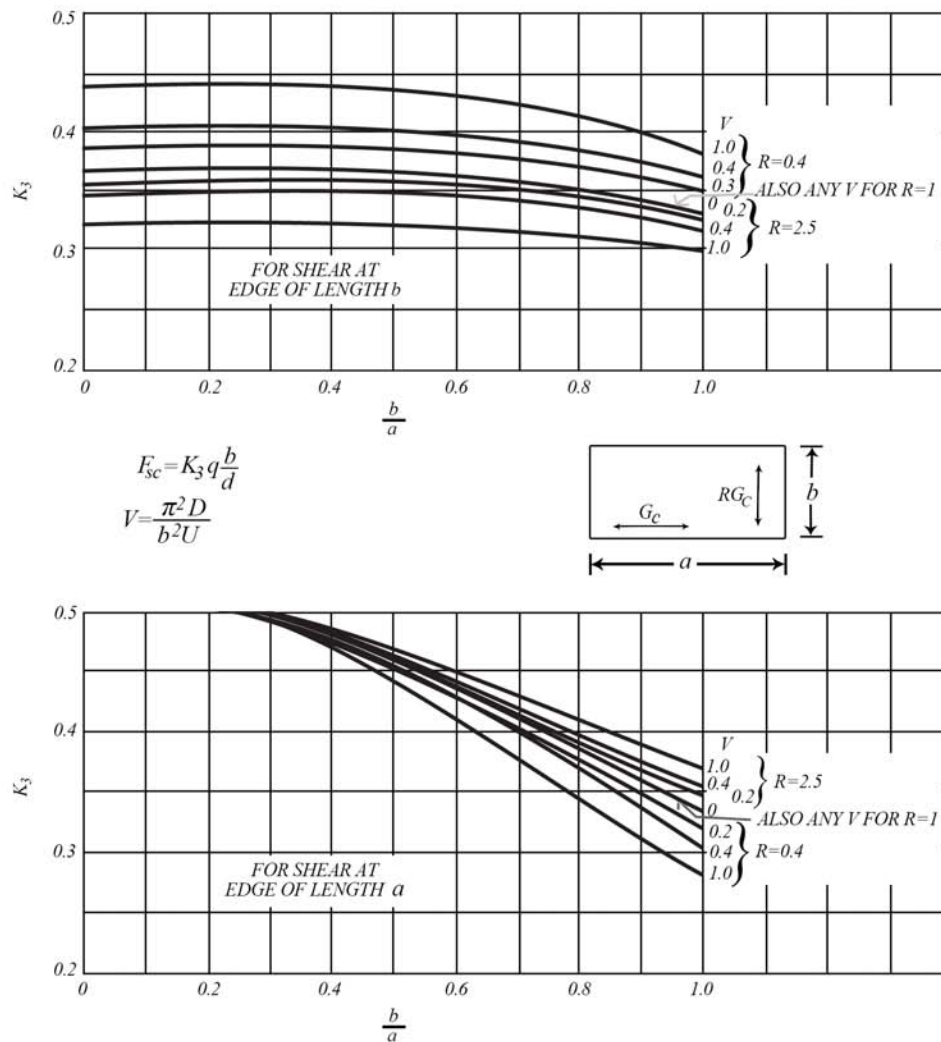 0.5
0.4
0.3
0.2
K₃
V
1.0
0.4
0.3
} R=0.4
ALSO ANY V FOR R=1
0
0.2
0.4
1.0
} R=2.5
FOR SHEAR AT
EDGE OF LENGTH b
0 0.2 0.4 0.6 0.8 1.0
b/a
F_sc = K₃ q b/d
V = π² D / b² U
G_c
RG_C
b
a
0.5
0.4
0.3
0.2
K₃
V
1.0
0.4
0.2
} R=2.5
0
ALSO ANY V FOR R=1
0.2
0.4
1.0
} R=0.4
FOR SHEAR AT
EDGE OF LENGTH a
0 0.2 0.4 0.6 0.8 1.0
b/a